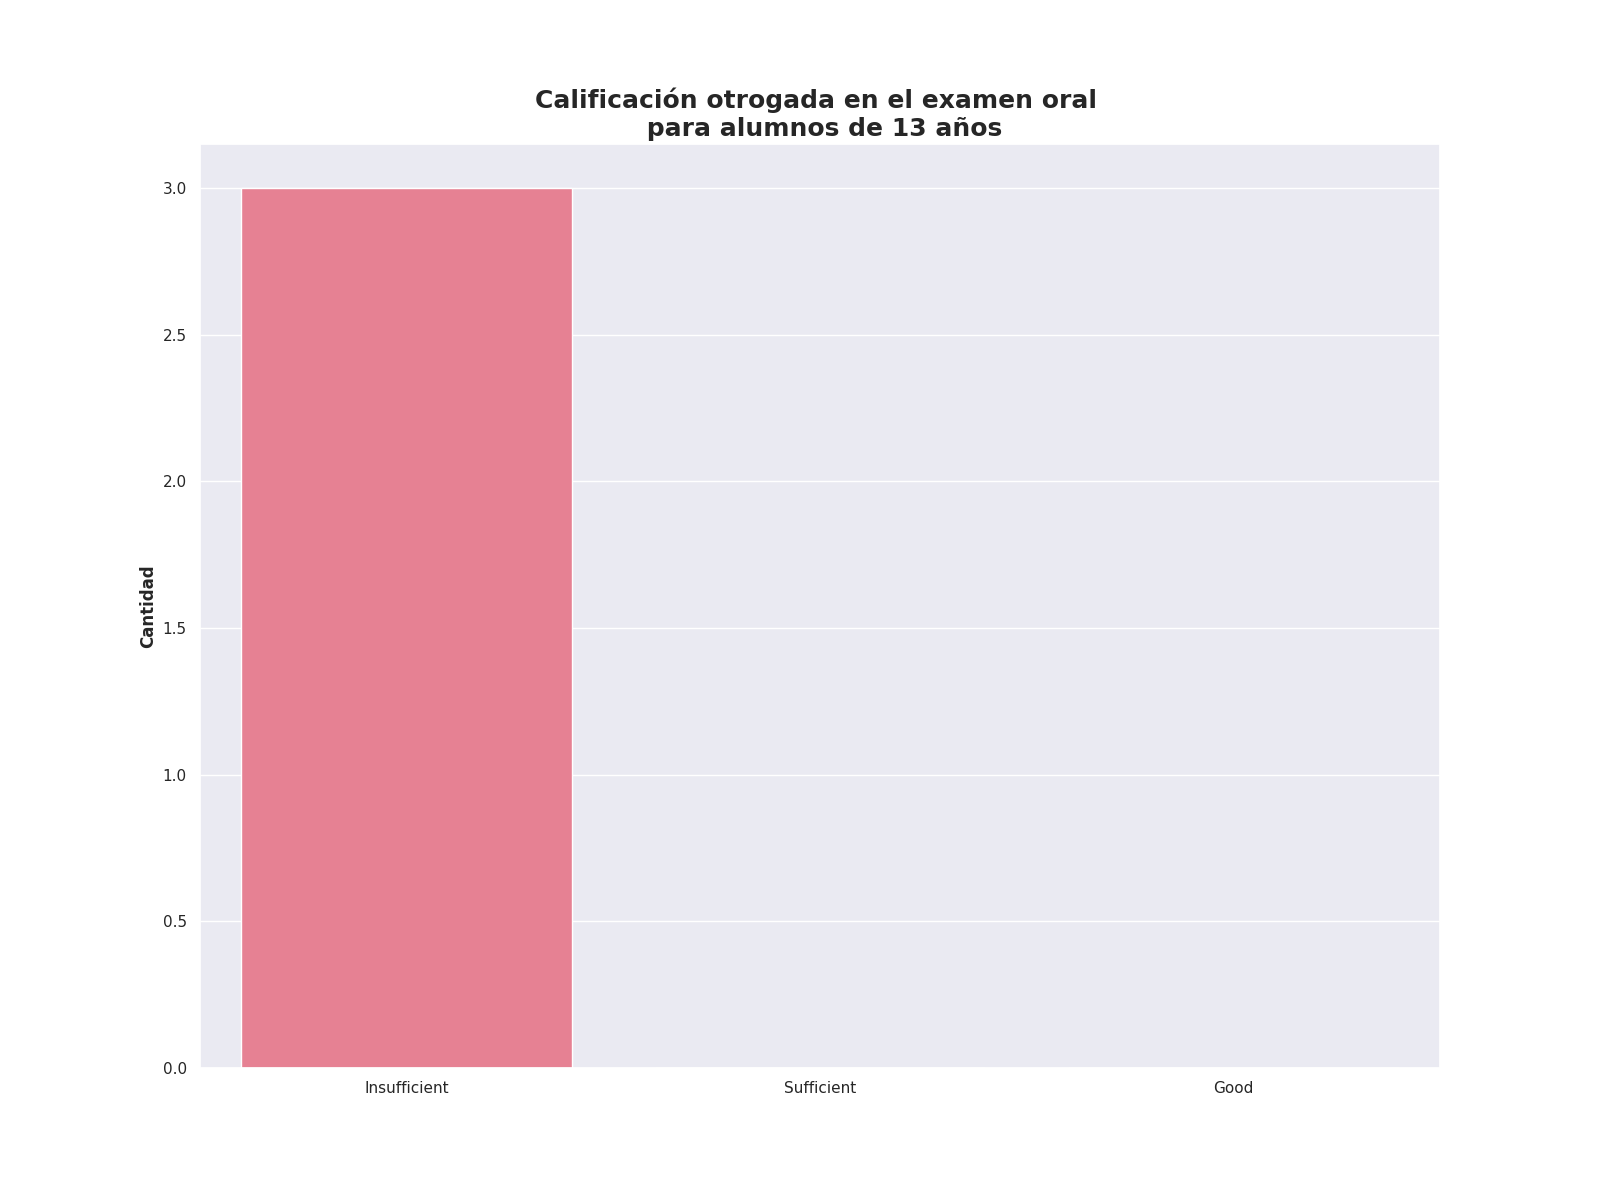 Calificación otrogada en el examen oral
para alumnos de 13 años
3.0
2.5
2.0
1.5
1.0
0.5
0.0
Cantidad
Insufficient
Sufficient
Good